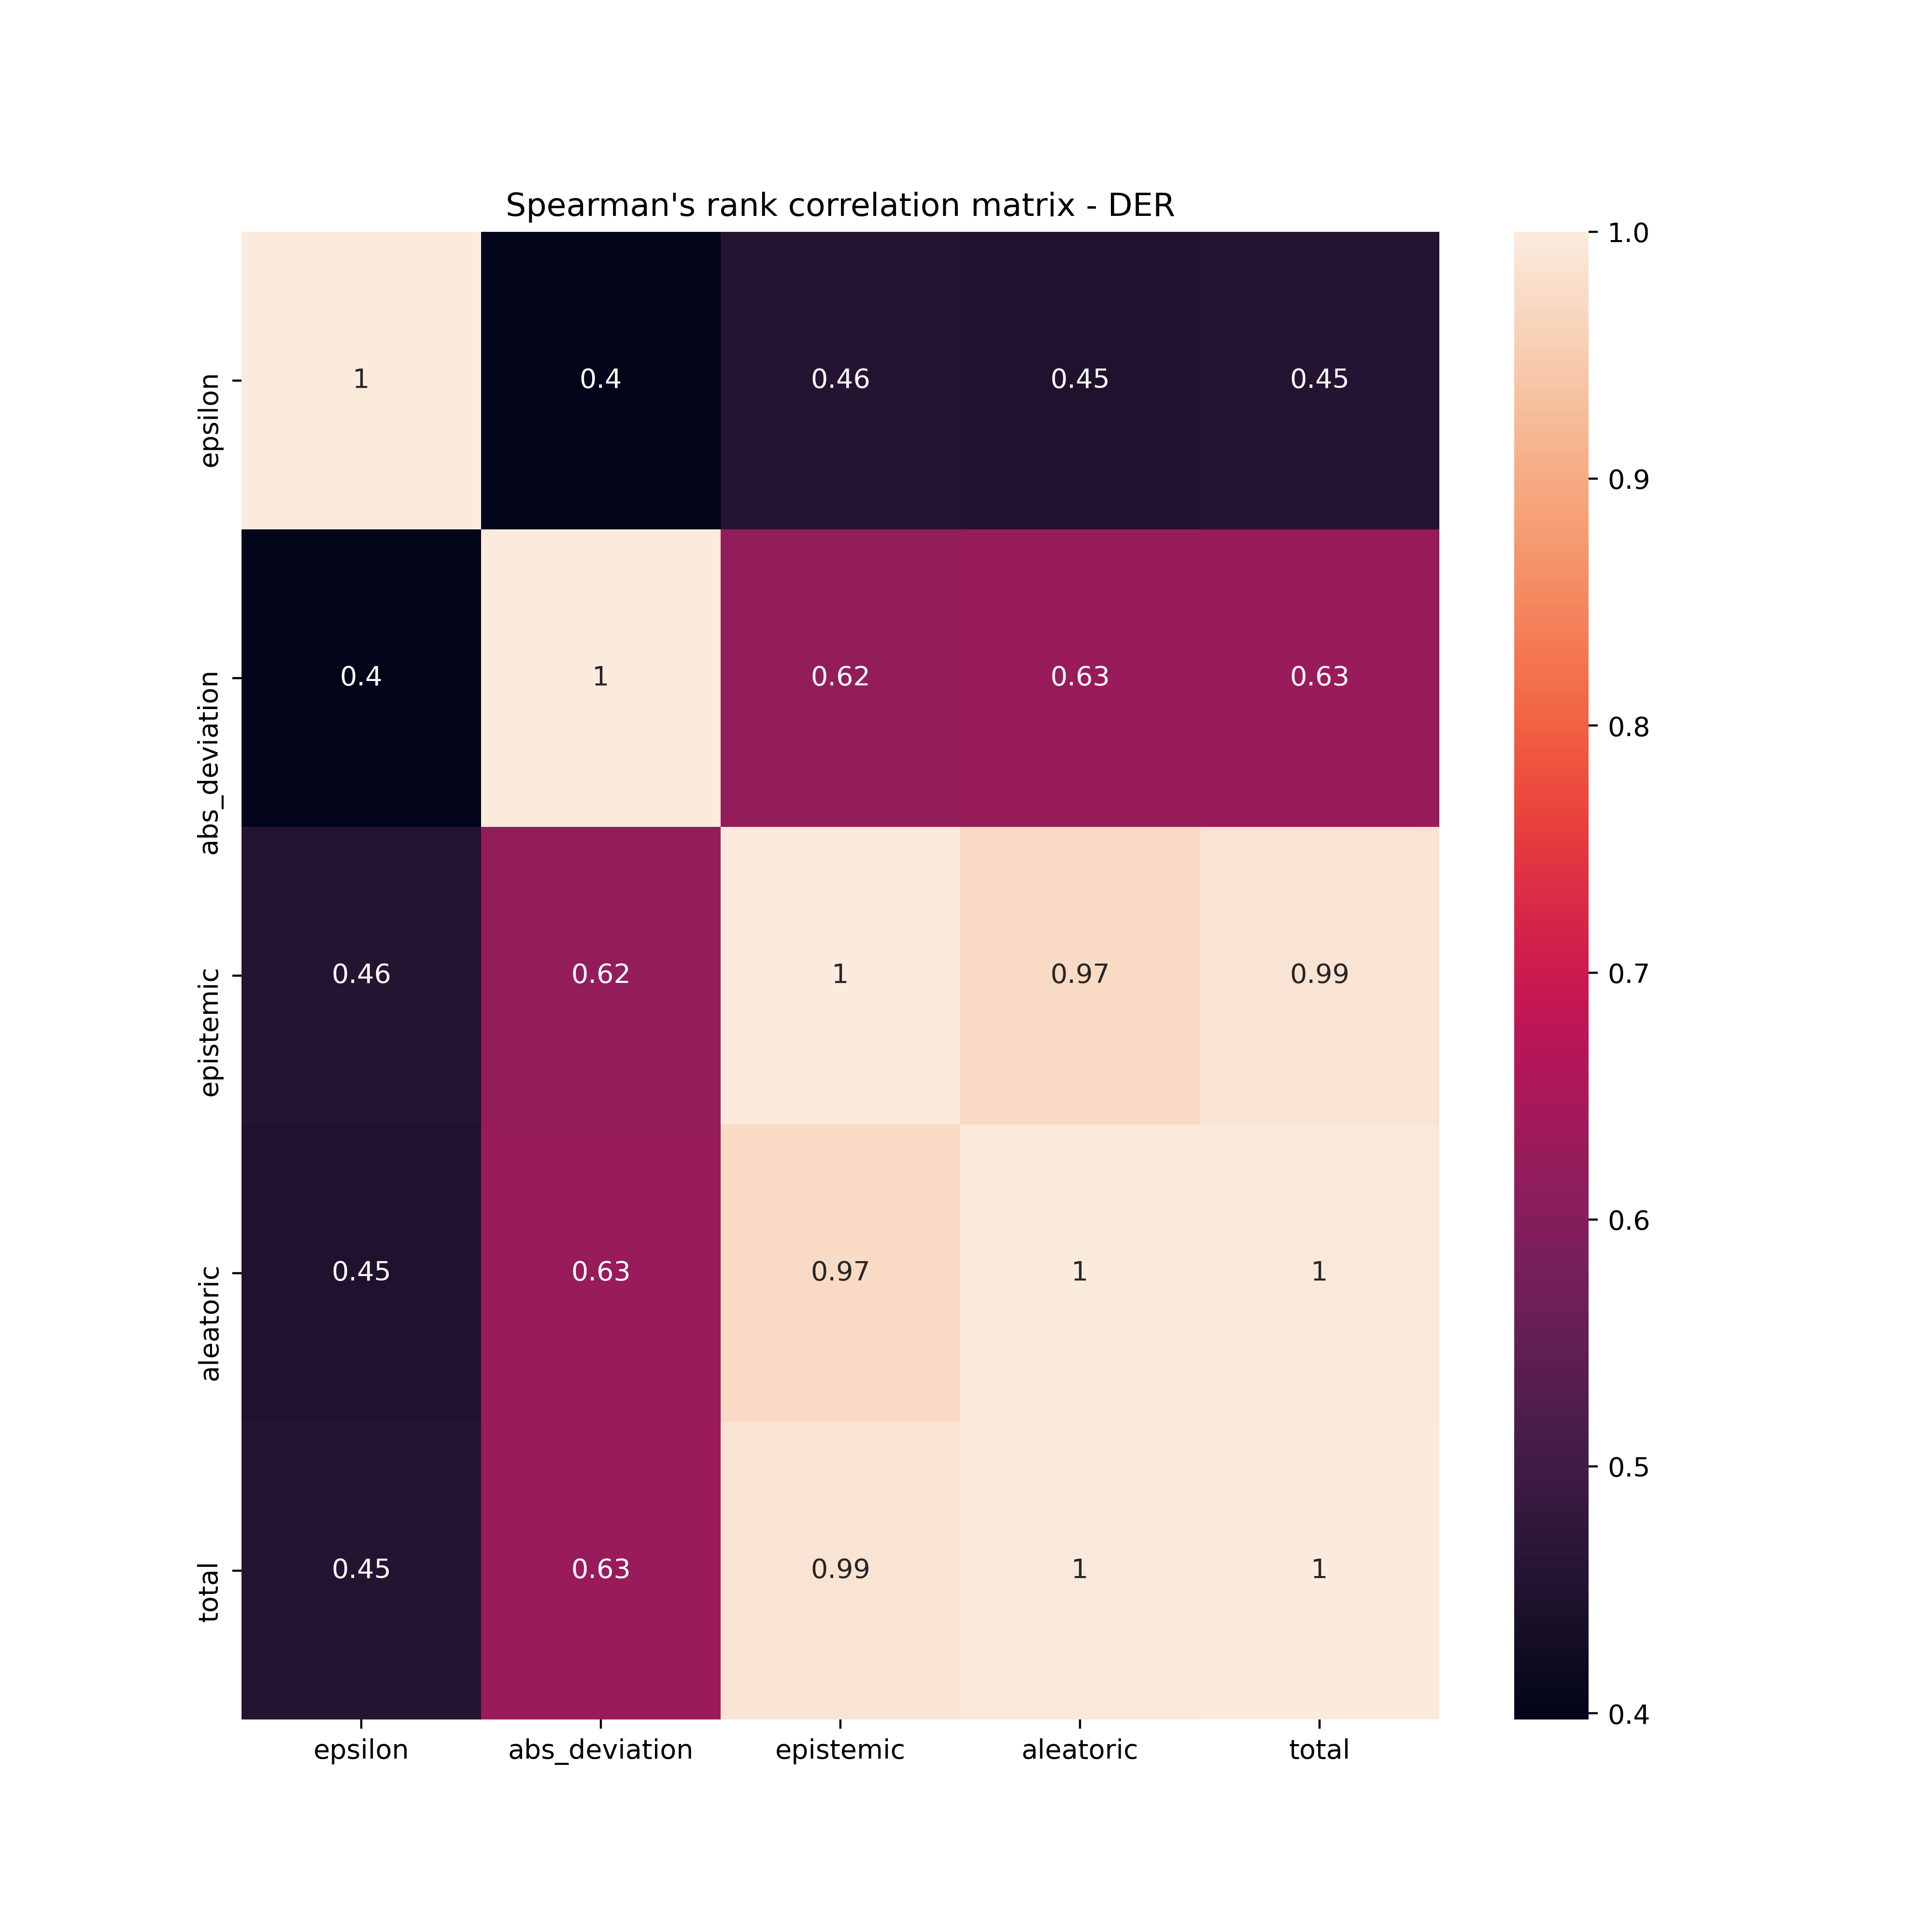 Spearman's rank correlation matrix - DER
epsilon 1 0.4 0.46 0.45 0.45
abs_deviation 0.4 1 0.62 0.63 0.63
epistemic 0.46 0.62 1 0.97 0.99
aleatoric 0.45 0.63 0.97 1 1
total 0.45 0.63 0.99 1 1
epsilon abs_deviation epistemic aleatoric total
1.0
0.9
0.8
0.7
0.6
0.5
0.4